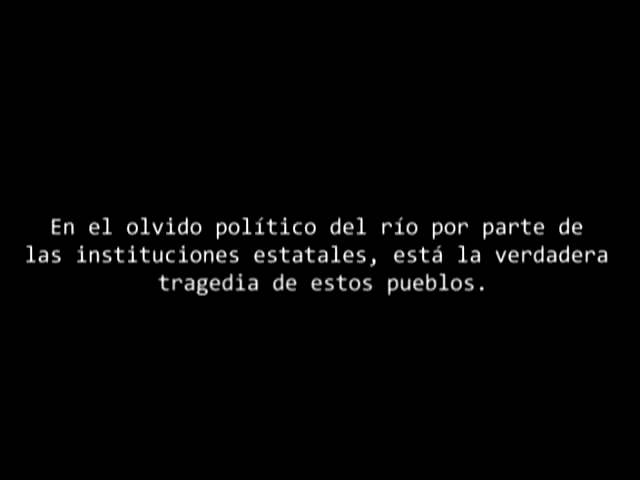 En el olvido político del río por parte de
las instituciones estatales, está la verdadera
tragedia de estos pueblos.